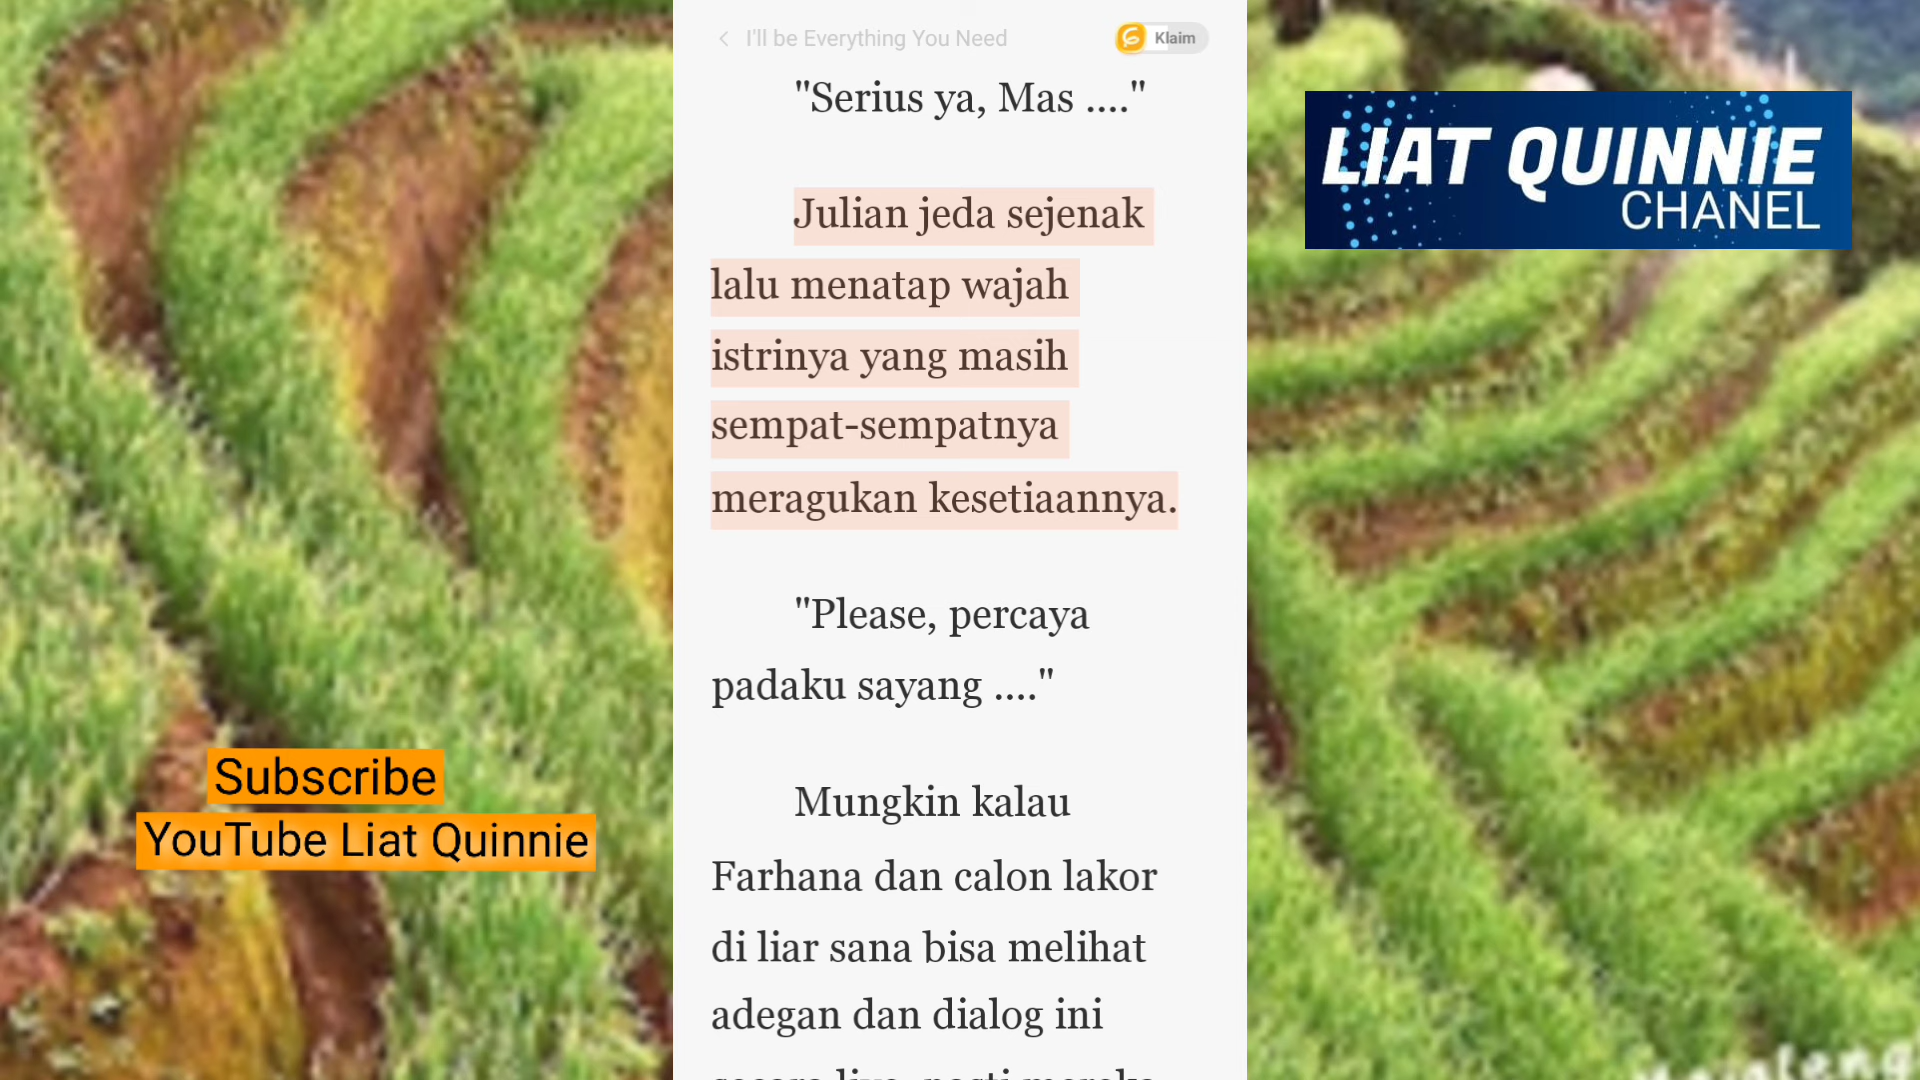 I'll be Everything You Need
Klaim
"Serius ya, Mas ...."
Julian jeda sejenak
lalu menatap wajah
istrinya yang masih
sempat-sempatnya
meragukan kesetiaannya.
"Please, percaya
padaku sayang ...."
Mungkin kalau
Farhana dan calon lakor
di liar sana bisa melihat
adegan dan dialog ini
LIAT QUINNIE
CHANEL
Subscribe
YouTube Liat Quinnie